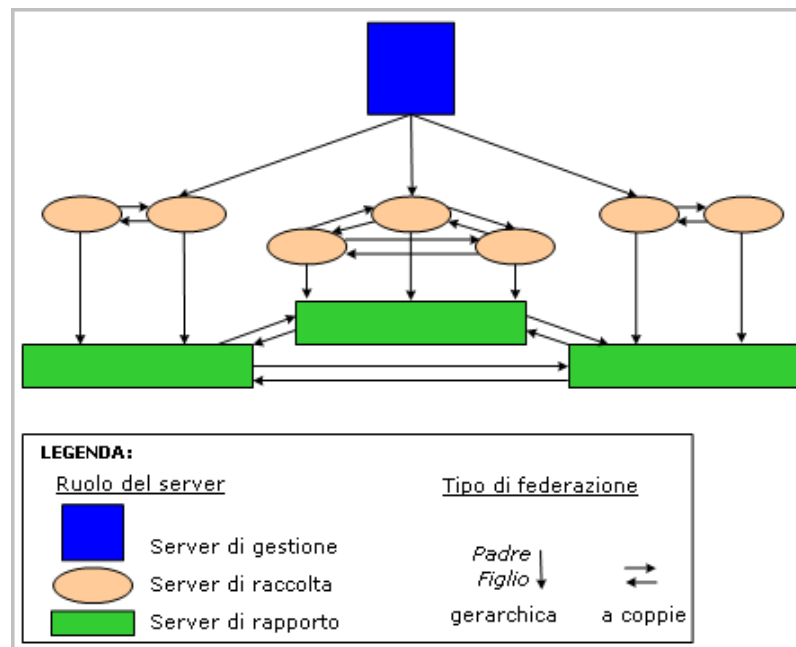 LEGENDA:
Ruolo del server
Server di gestione
Server di raccolta
Server di rapporto
Tipo di federazione
Padre
Figlio
gerarchica
a coppie